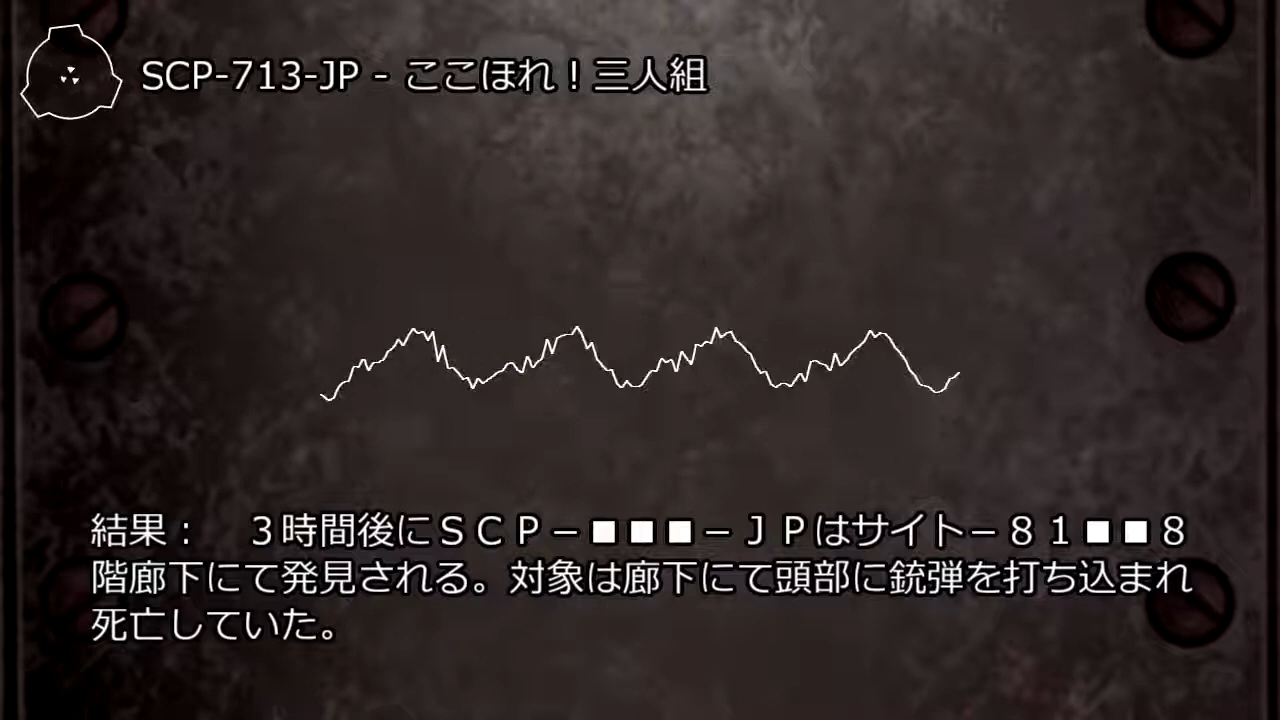 SCP-713-JP - ここほれ！三人組
結果：　３時間後にＳＣＰ－■■■－ＪＰはサイト－８１■■８
階廊下にて発見される。対象は廊下にて頭部に銃弾を打ち込まれ
死亡していた。